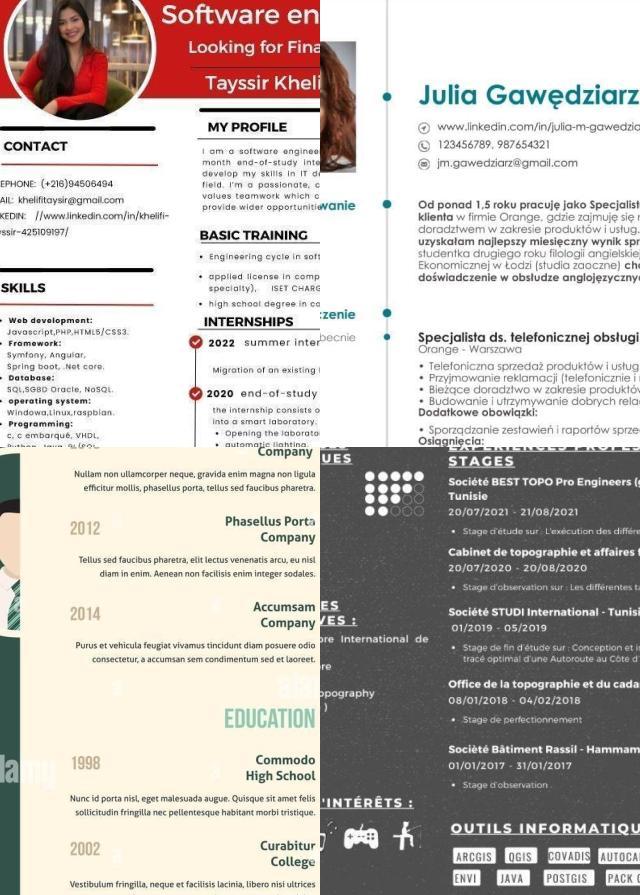 Software en
Looking for Fina
Tayssir Kheli
CONTACT
EPHONE: (+216)94506494
AIL: khelifitaysir@gmail.com
KEDIN: //www.linkedin.com/in/khelifi-
yssir-425109197/
SKILLS
• Web development:
Javascript,PHP,HTML5/CSS3.
• Framework:
Symfony, Angular,
Spring boot, .Net core.
• Database:
SQL,SGBD Oracle, NoSQL.
• operating system:
Windowa,Linux,raspbian.
• Programming:
c, c embarqué, VHDL,
MY PROFILE
I am a software enginee
month end-of-study inte
develop my skills in IT d
field. I'm a passionate, c
values teamwork which c
provide wider opportunitie
BASIC TRAINING
• Engineering cycle in soft
• applied license in comp
specialty), ISET CHARG
• high school degree in co
INTERNSHIPS
2022 summer inter
Migration of an existing l
2020 end-of-study
the internship consists o
into a smart laboratory.
• Opening the laborato
• automatic lighting.
Julia Gawędziarz
www.linkedin.com/in/julia-m-gawedzia
123456789, 987654321
jm.gawedziarz@gmail.com
wanie
Od ponad 1,5 roku pracuję jako Specjalist
klienta w firmie Orange, gdzie zajmuję się r
doradztwem w zakresie produktów i usług.
uzyskałam najlepszy miesięczny wynik spr
studentka drugiego roku filologii angielskiej
Ekonomicznej w Łodzi (studia zaoczne) ch
doświadczenie w obsłudze anglojęzyczny
zenie
becnie
Specjalista ds. telefonicznej obsługi
Orange - Warszawa
• Telefoniczna sprzedaż produktów i usług
• Przyjmowanie reklamacji (telefonicznie i
• Bieżące doradztwo w zakresie produktó
• Budowanie i utrzymywanie dobrych rela
Dodatkowe obowiązki:
• Sporządzanie zestawień i raportów sprze
Osiągnięcia:
Company
Nullam non ullamcorper neque, gravida enim magna non ligula
efficitur mollis, phasellus porta, tellus sed faucibus pharetra.
2012
Phasellus Porta
Company
Tellus sed faucibus pharetra, elit lectus venenatis arcu, eu nisl
diam in enim. Aenean non facilisis enim integer sodales.
2014
Accumsam
Company
Purus et vehicula feugiat vivamus tincidunt diam posuere odio
consectetur, a accumsan sem condimentum sed et laoreet.
EDUCATION
1998
Commodo
High School
Nunc id porta nisl, eget malesuada augue. Quisque sit amet felis
sollicitudin fringilla nec pellentesque habitant morbi tristique.
2002
Curabitur
College
Vestibulum fringilla, neque et facilisis lacinia, libero nisi ultrices
UES
ES
VES :
ore International de
re
opography
)
'INTÉRÊTS :
EXPERIENCES PROFES
STAGES
Société BEST TOPO Pro Engineers (g
Tunisie
20/07/2021 - 21/08/2021
• Stage d'étude sur : L'exécution des différe
Cabinet de topographie et affaires f
20/07/2020 - 20/08/2020
• Stage d'observation sur : Les différentes ta
Société STUDI International - Tunisi
01/2019 - 05/2019
• Stage de fin d'étude sur : Conception et i
tracé optimal d'une Autoroute au Côte d'
Office de la topographie et du cada
08/01/2018 - 04/02/2018
• Stage de perfectionnement
Société Bâtiment Rassil - Hammam
01/01/2017 - 31/01/2017
• Stage d'observation
OUTILS INFORMATIQU
ARCGIS QGIS COVADIS AUTOCA
ENVI JAVA POSTGIS PACK O